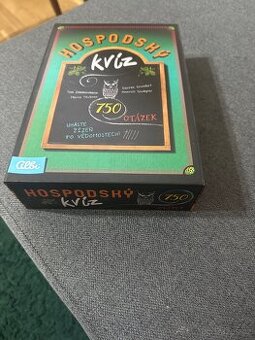 HOSPODSKÝ
KVÍZ
750
OTÁZEK
UHASTE
ŽÍZEŇ
PO VĚDOMOSTECH!
Albi
HOSPODSKÝ
KVÍZ
750